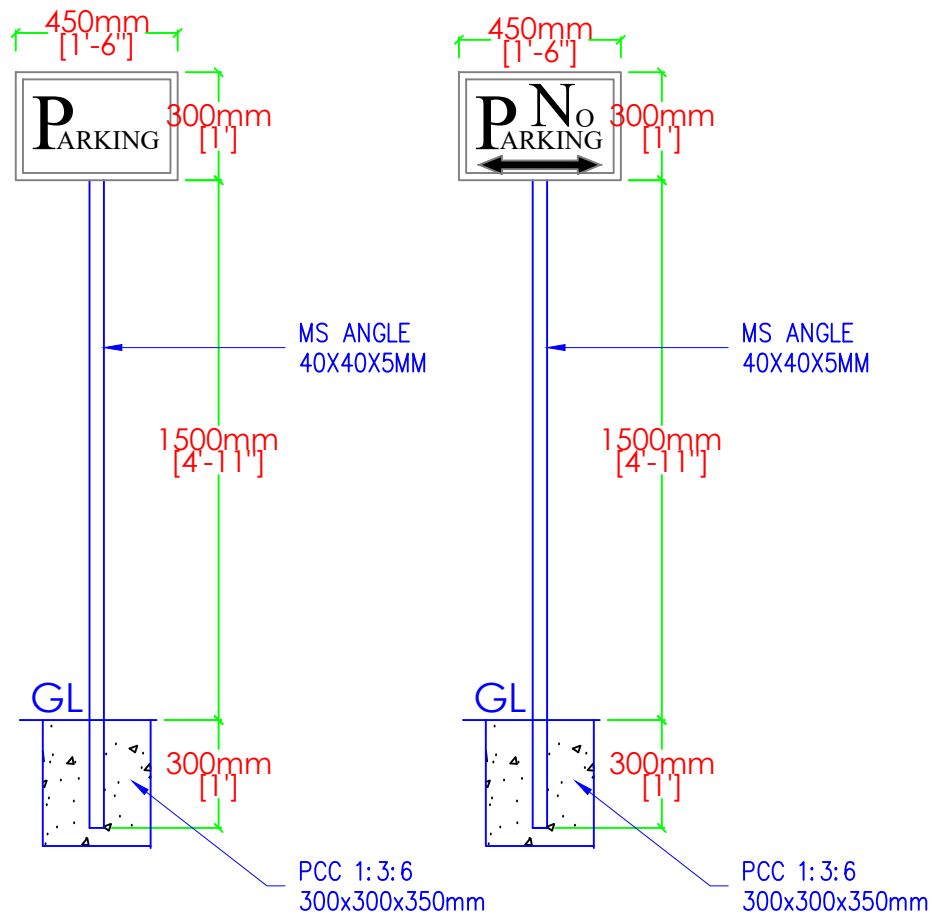 450mm
[1'-6"]
PARKING
300mm
[1']
MS ANGLE
40X40X5MM
1500mm
[4'-11"]
GL
300mm
[1']
PCC 1:3:6
300x300x350mm
450mm
[1'-6"]
NO
PARKING
300mm
[1']
MS ANGLE
40X40X5MM
1500mm
[4'-11"]
GL
300mm
[1']
PCC 1:3:6
300x300x350mm